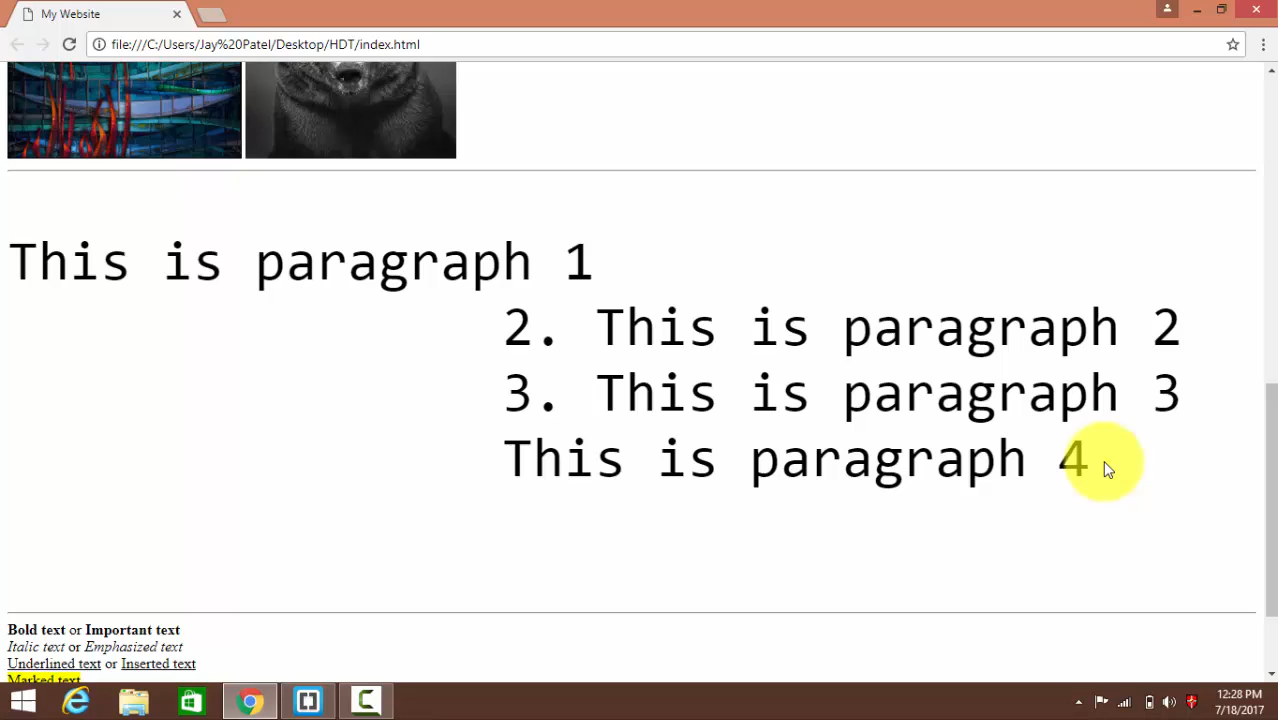 My Website
file:///C:/Users/Jay%20Patel/Desktop/HDT/index.html
This is paragraph 1
2. This is paragraph 2
3. This is paragraph 3
This is paragraph 4
Bold text or Important text
Italic text or Emphasized text
Underlined text or Inserted text
Marked text
12:28 PM
7/18/2017